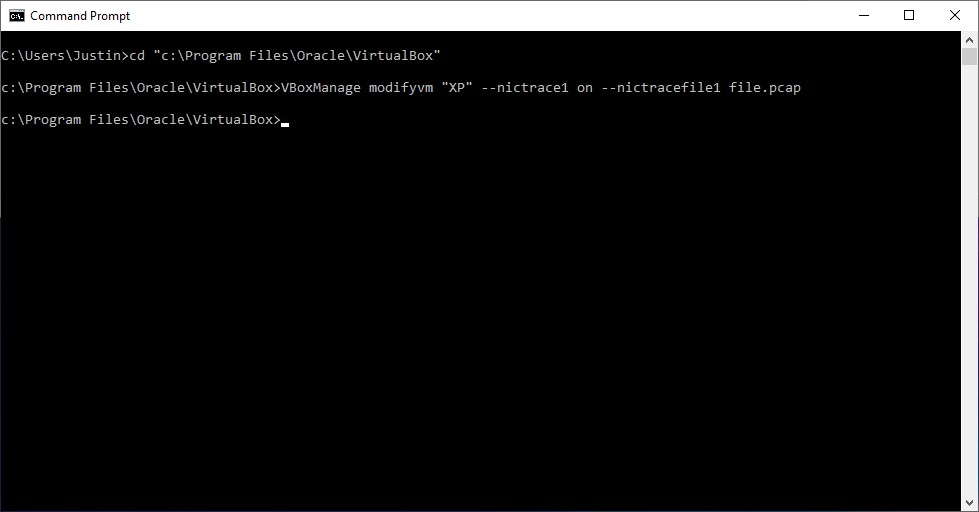 Command Prompt
C:\Users\Justin>cd "c:\Program Files\Oracle\VirtualBox"
c:\Program Files\Oracle\VirtualBox>VBoxManage modifyvm "XP" --nictrace1 on --nictracefile1 file.pcap
c:\Program Files\Oracle\VirtualBox>